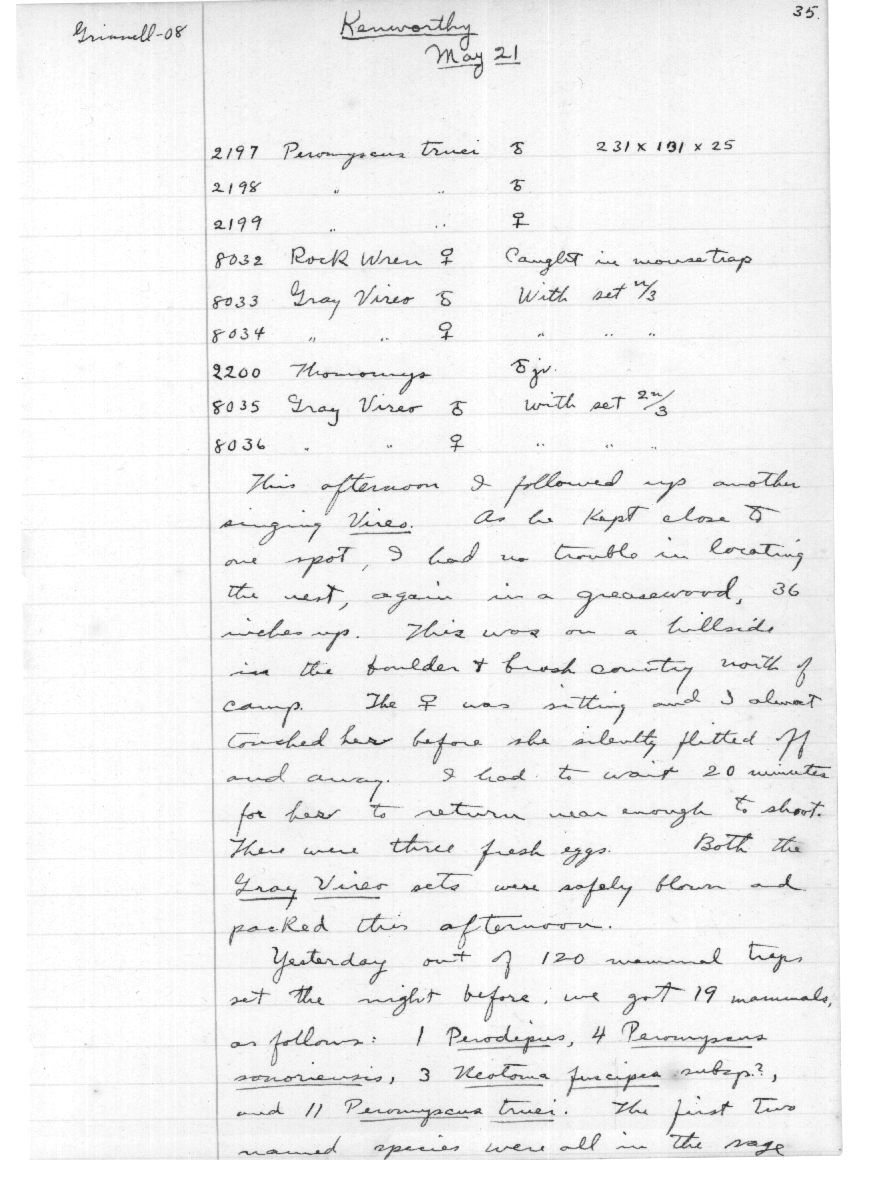 Grinnell-08
Kenworthy
35.
May 21
2197 Peromyscus truei ♂ 231 x 131 x 25
2198 " " ♂
2199 " " ♀
8032 Rock Wren ♀ Caught in mouse trap
8033 Gray Vireo ♂ With set n/3
8034 " " ♀ " " "
2200 Thomomys ♂ jv.
8035 Gray Vireo ♂ With set 2n/3
8036 " " ♀ " " "
This afternoon I followed up another
singing Vireo. As he kept close to
one spot, I had no trouble in locating
the nest, again in a greasewood, 36
inches up. This was on a hillside
in the boulder + brush country north of
camp. The ♀ was sitting and I almost
touched her before she silently flitted off
and away. I had to wait 20 minutes
for her to return near enough to shoot.
There were three fresh eggs. Both the
Gray Vireo sets were safely blown and
packed this afternoon.
Yesterday out of 120 mammal traps
set the night before, we got 19 mammals,
as follows: 1 Perodipus, 4 Peromyscus
sonoriensis, 3 Neotoma fuscipes subsp.?,
and 11 Peromyscus truei. The first two
named species were all in the sage